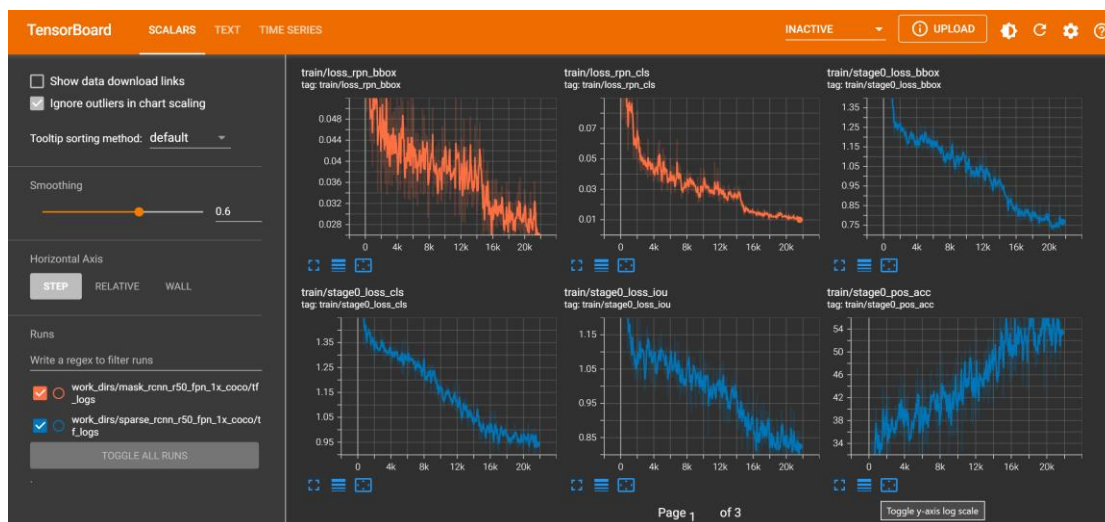 TensorBoard SCALARS TEXT TIME SERIES INACTIVE UPLOAD
Show data download links
Ignore outliers in chart scaling
Tooltip sorting method: default
Smoothing
0.6
Horizontal Axis
STEP RELATIVE WALL
Runs
Write a regex to filter runs
work_dirs/mask_rcnn_r50_fpn_1x_coco/tf
_logs
work_dirs/sparse_rcnn_r50_fpn_1x_coco/t
f_logs
TOGGLE ALL RUNS
train/loss_rpn_bbox
tag: train/loss_rpn_bbox
0.048
0.044
0.04
0.036
0.032
0.028
0 4k 8k 12k 16k 20k
train/loss_rpn_cls
tag: train/loss_rpn_cls
0.07
0.05
0.03
0.01
0 4k 8k 12k 16k 20k
train/stage0_loss_bbox
tag: train/stage0_loss_bbox
1.35
1.25
1.15
1.05
0.95
0.85
0.75
0 4k 8k 12k 16k 20k
train/stage0_loss_cls
tag: train/stage0_loss_cls
1.35
1.25
1.15
1.05
0.95
0 4k 8k 12k 16k 20k
train/stage0_loss_iou
tag: train/stage0_loss_iou
1.15
1.05
0.95
0.85
0 4k 8k 12k 16k 20k
train/stage0_pos_acc
tag: train/stage0_pos_acc
54
50
46
42
38
34
0 4k 8k 12k 16k 20k
Page 1 of 3
Toggle y-axis log scale